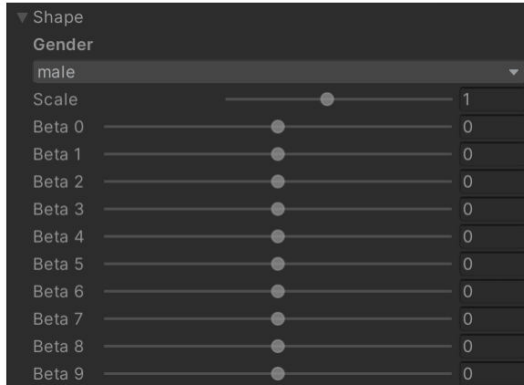 Shape
Gender
male
Scale 1
Beta 0 0
Beta 1 0
Beta 2 0
Beta 3 0
Beta 4 0
Beta 5 0
Beta 6 0
Beta 7 0
Beta 8 0
Beta 9 0